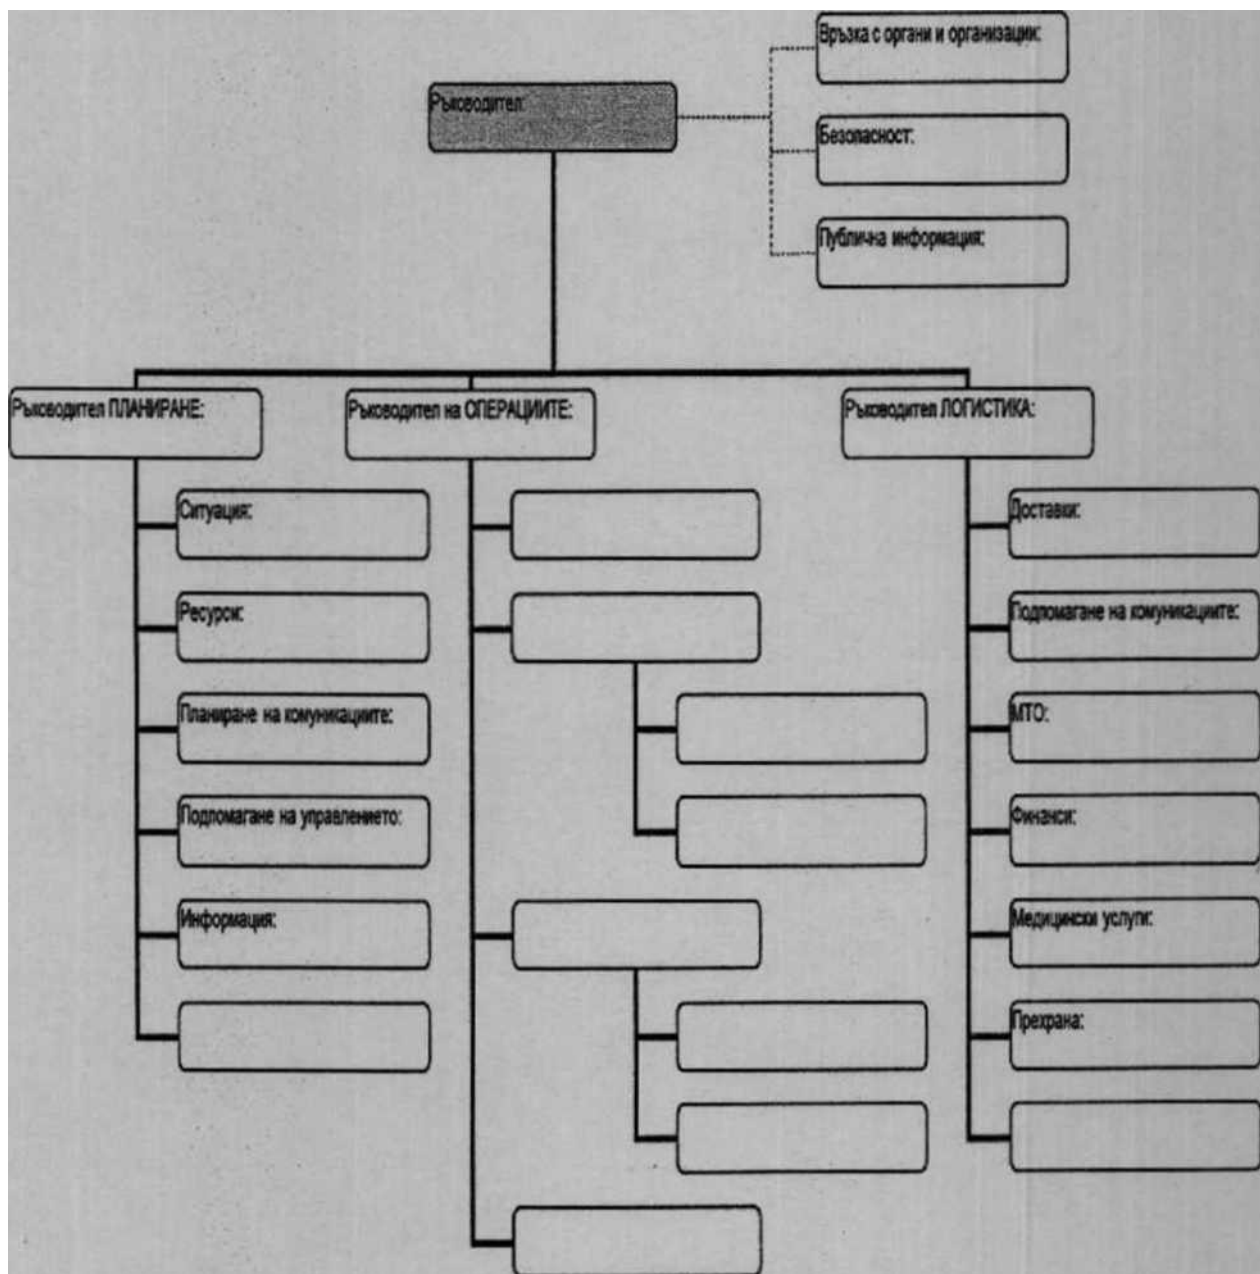 Връзка с органи и организации:
Ръководител:
Безопасност:
Публична информация:
Ръководител ПЛАНИРАНЕ:
Ръководител на ОПЕРАЦИИТЕ:
Ръководител ЛОГИСТИКА:
Ситуация:
Ресурси:
Планиране на комуникациите:
Подпомагане на управлението:
Информация:
Доставки:
Подпомагане на комуникациите:
МТО:
Финанси:
Медицински услуги:
Прехрана: